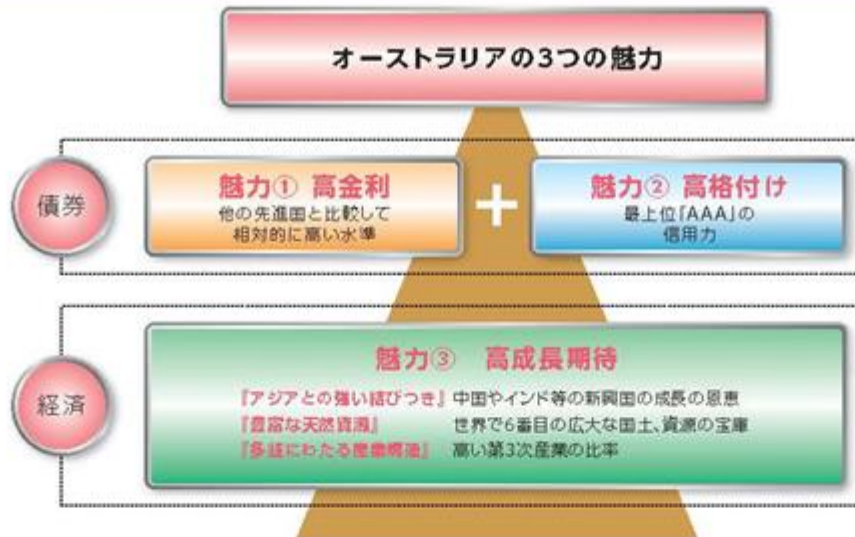 オーストラリアの3つの魅力
債券
魅力① 高金利
他の先進国と比較して
相対的に高い水準
+
魅力② 高格付け
最上位「AAA」の
信用力
経済
魅力③ 高成長期待
『アジアとの強い結びつき』 中国やインド等の新興国の成長の恩恵
『豊富な天然資源』 世界で6番目の広大な国土、資源の宝庫
『多岐にわたる産業構造』 高い第3次産業の比率